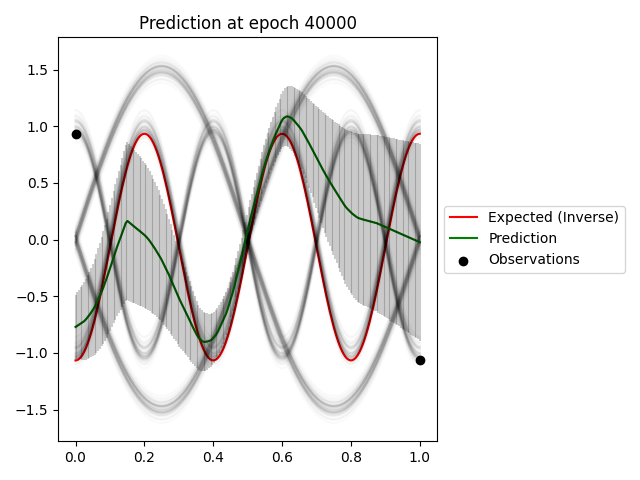 Prediction at epoch 40000
1.5
1.0
0.5
0.0
−0.5
−1.0
−1.5
0.0 0.2 0.4 0.6 0.8 1.0
Expected (Inverse)
Prediction
Observations